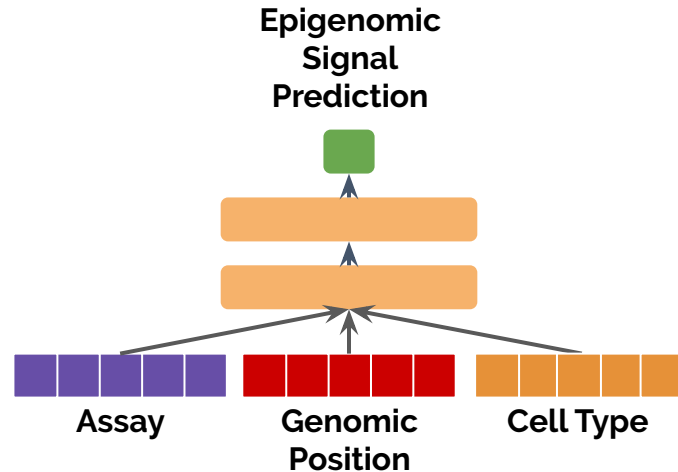 Epigenomic
Signal
Prediction
Assay
Genomic
Position
Cell Type